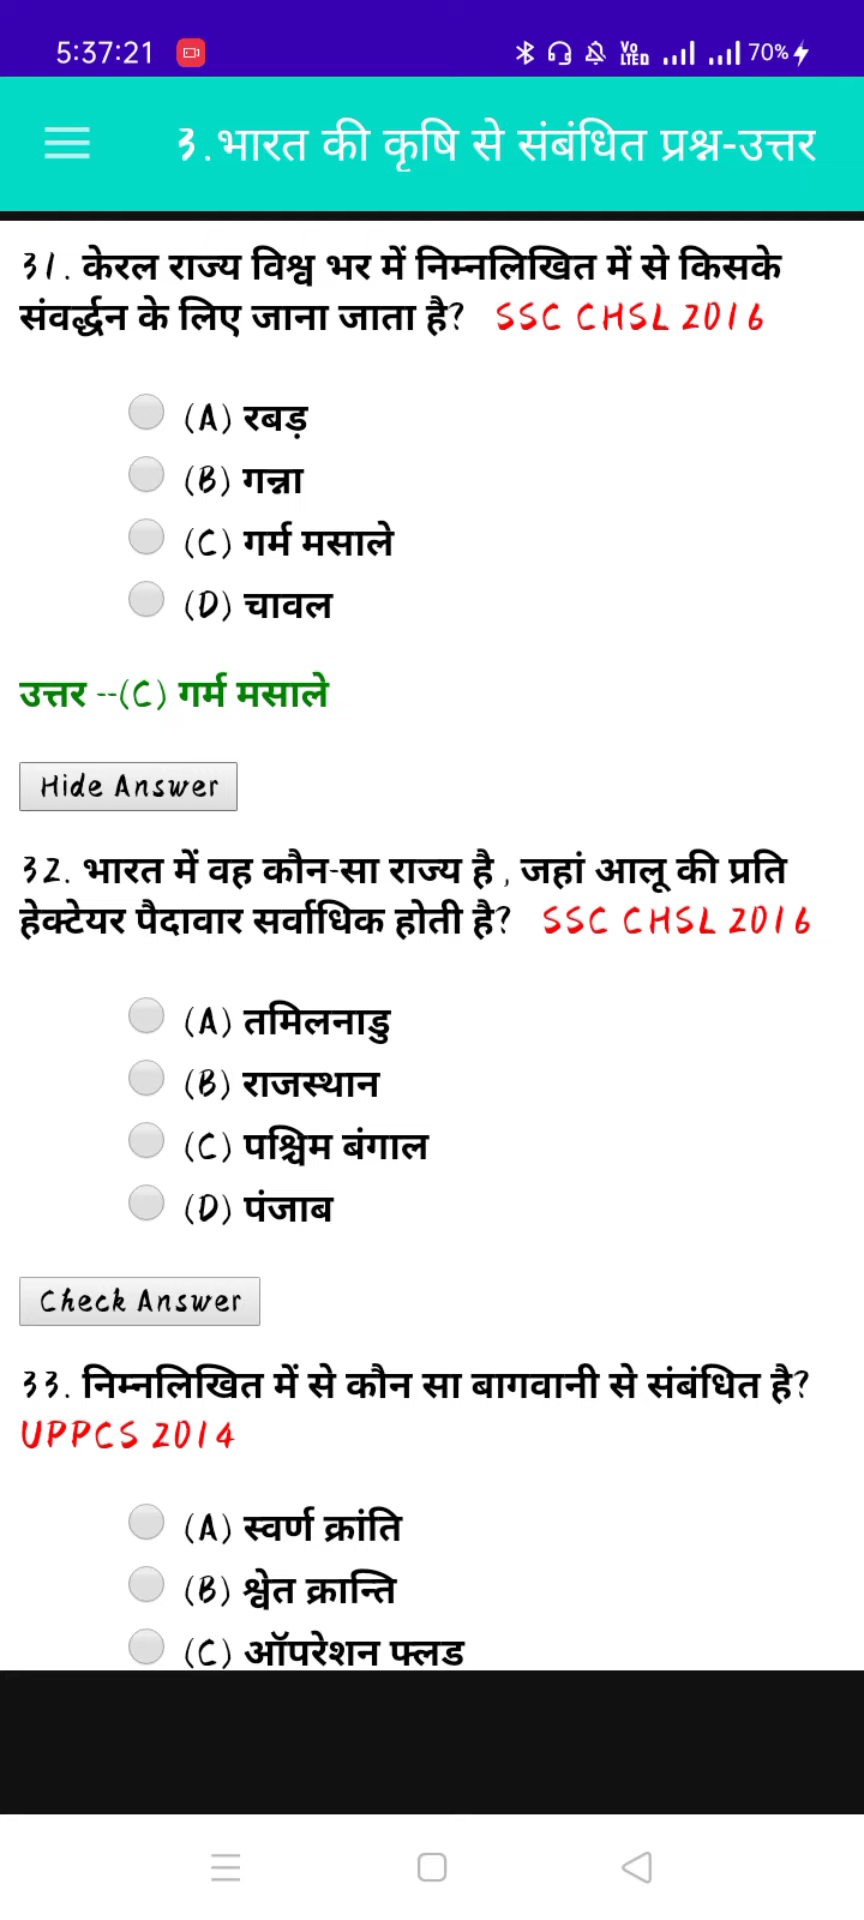 5:37:21 Vo LTED 70%
3.भारत की कृषि से संबंधित प्रश्न-उत्तर
31. केरल राज्य विश्व भर में निम्नलिखित में से किसके
संवर्द्धन के लिए जाना जाता है? SSC CHSL 2016
(A) रबड़
(B) गन्ना
(C) गर्म मसाले
(D) चावल
उत्तर --(C) गर्म मसाले
Hide Answer
32. भारत में वह कौन-सा राज्य है , जहां आलू की प्रति
हेक्टेयर पैदावार सर्वाधिक होती है? SSC CHSL 2016
(A) तमिलनाडु
(B) राजस्थान
(C) पश्चिम बंगाल
(D) पंजाब
Check Answer
33. निम्नलिखित में से कौन सा बागवानी से संबंधित है?
UPPCS 2014
(A) स्वर्ण क्रांति
(B) श्वेत क्रान्ति
(C) ऑपरेशन फ्लड